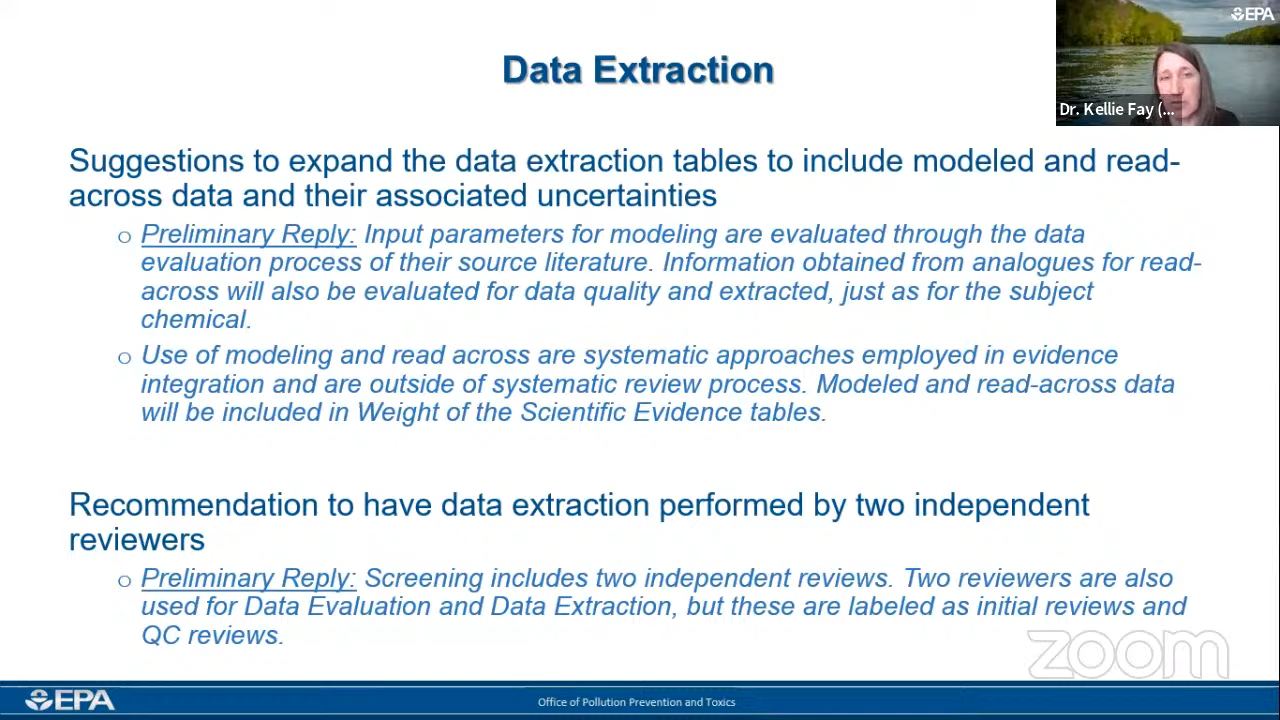 Data Extraction
EPA
Dr. Kellie Fay (...
Suggestions to expand the data extraction tables to include modeled and read-
across data and their associated uncertainties
o Preliminary Reply: Input parameters for modeling are evaluated through the data
evaluation process of their source literature. Information obtained from analogues for read-
across will also be evaluated for data quality and extracted, just as for the subject
chemical.
o Use of modeling and read across are systematic approaches employed in evidence
integration and are outside of systematic review process. Modeled and read-across data
will be included in Weight of the Scientific Evidence tables.
Recommendation to have data extraction performed by two independent
reviewers
o Preliminary Reply: Screening includes two independent reviews. Two reviewers are also
used for Data Evaluation and Data Extraction, but these are labeled as initial reviews and
QC reviews.
zoom
EPA
Office of Pollution Prevention and Toxics